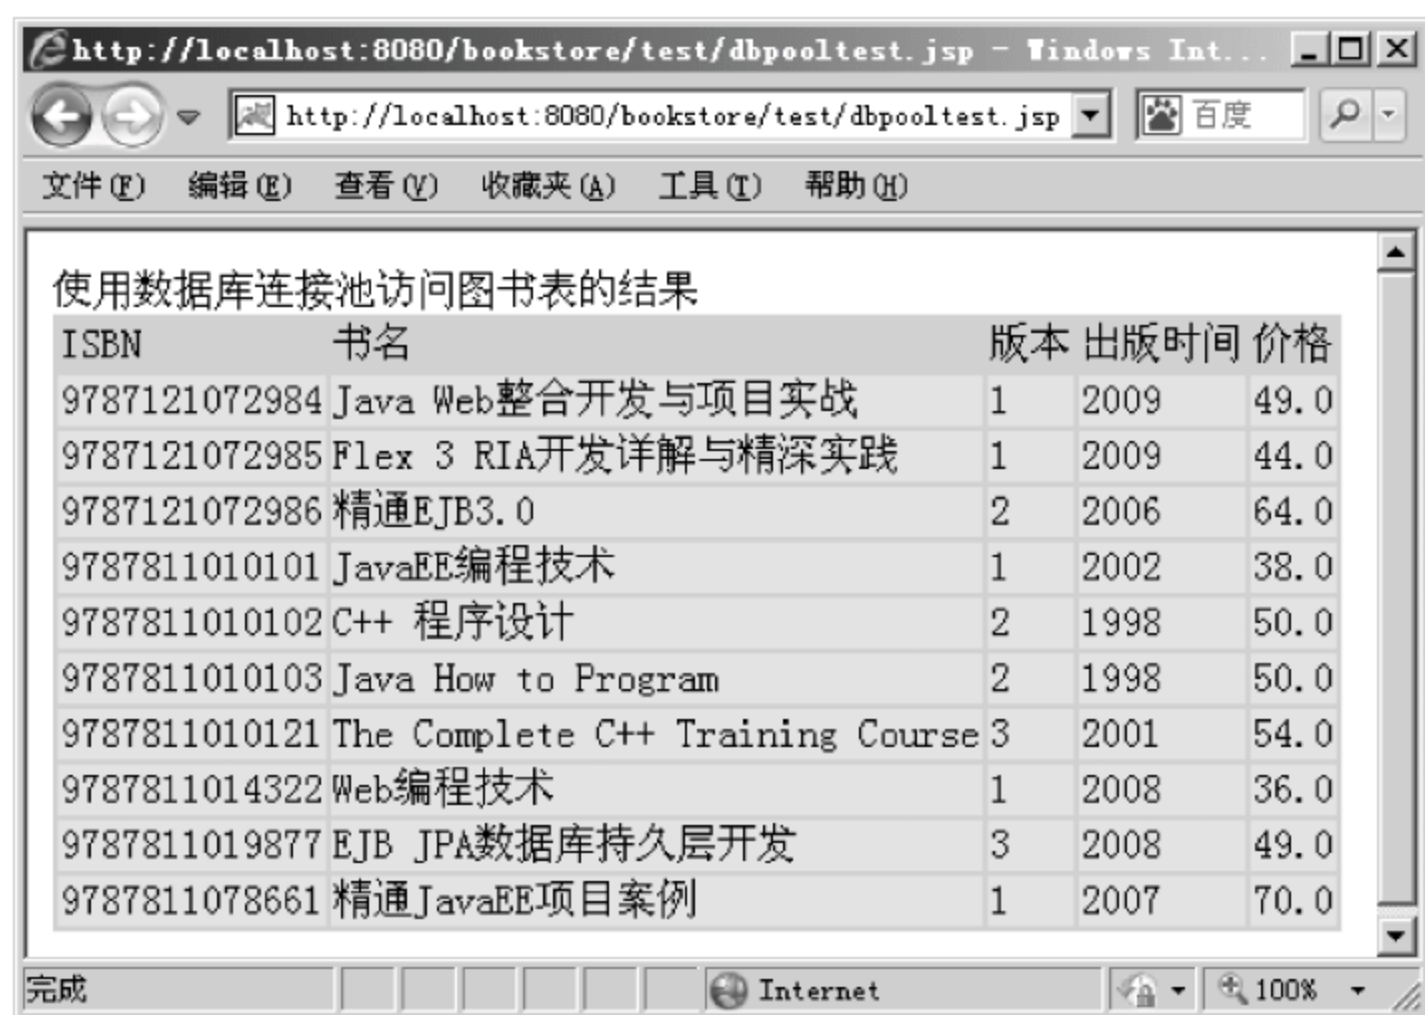 http://localhost:8080/bookstore/test/dbpooltest.jsp - Windows Int...
http://localhost:8080/bookstore/test/dbpooltest.jsp 百度
文件(F) 编辑(E) 查看(V) 收藏夹(A) 工具(T) 帮助(H)
使用数据库连接池访问图书表的结果
ISBN 书名 版本 出版时间 价格
9787121072984 Java Web整合开发与项目实战 1 2009 49.0
9787121072985 Flex 3 RIA开发详解与精深实践 1 2009 44.0
9787121072986 精通EJB3.0 2 2006 64.0
9787811010101 JavaEE编程技术 1 2002 38.0
9787811010102 C++ 程序设计 2 1998 50.0
9787811010103 Java How to Program 2 1998 50.0
9787811010121 The Complete C++ Training Course 3 2001 54.0
9787811014322 Web编程技术 1 2008 36.0
9787811019877 EJB JPA数据库持久层开发 3 2008 49.0
9787811078661 精通JavaEE项目案例 1 2007 70.0
完成 Internet 100%